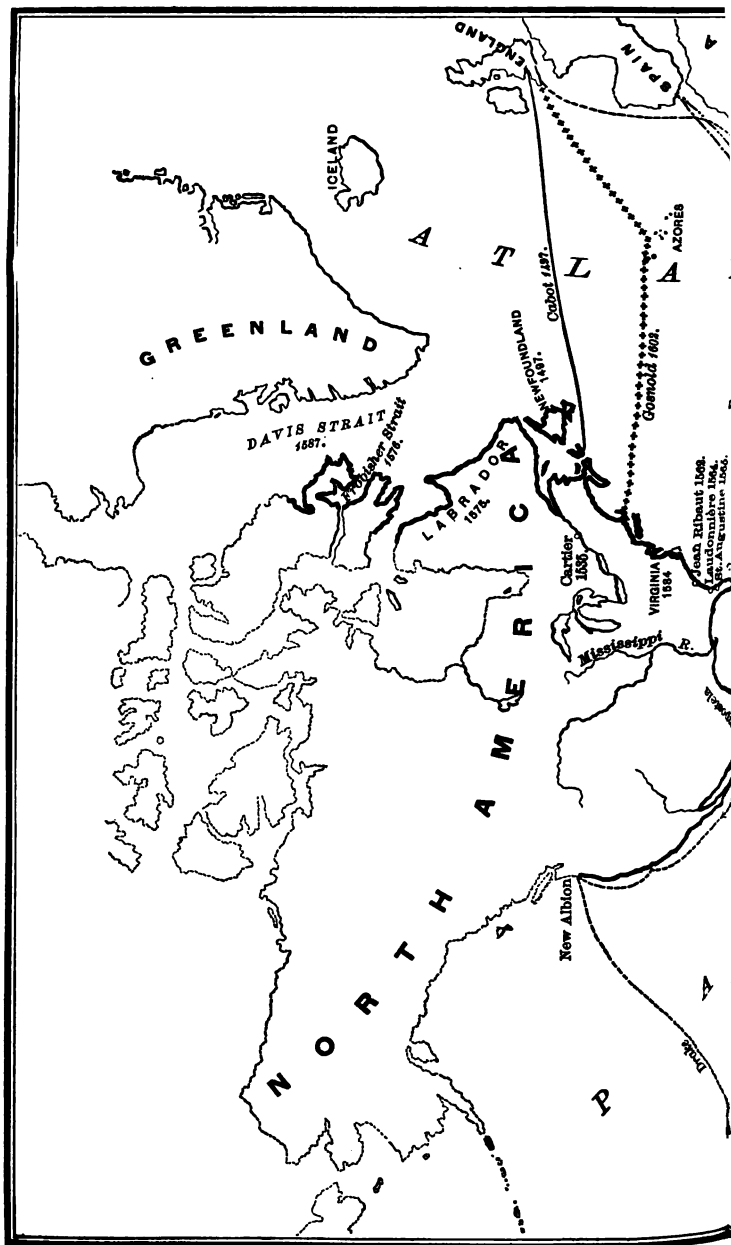 ENGLAND
SPAIN
A
ICELAND
AZORES
A T L A
GREENLAND
Cabot 1497.
Gosnold 1602.
NEWFOUNDLAND
1497.
DAVIS STRAIT
1587.
Frobisher Strait
1576.
LABRADOR
1575.
NORTH AMERICA
Cartier
1535.
VIRGINIA
1584
Jean Ribaut 1562.
Laudonnière 1564.
St. Augustine 1565.
Mississippi R.
New Albion
Drake
P
A